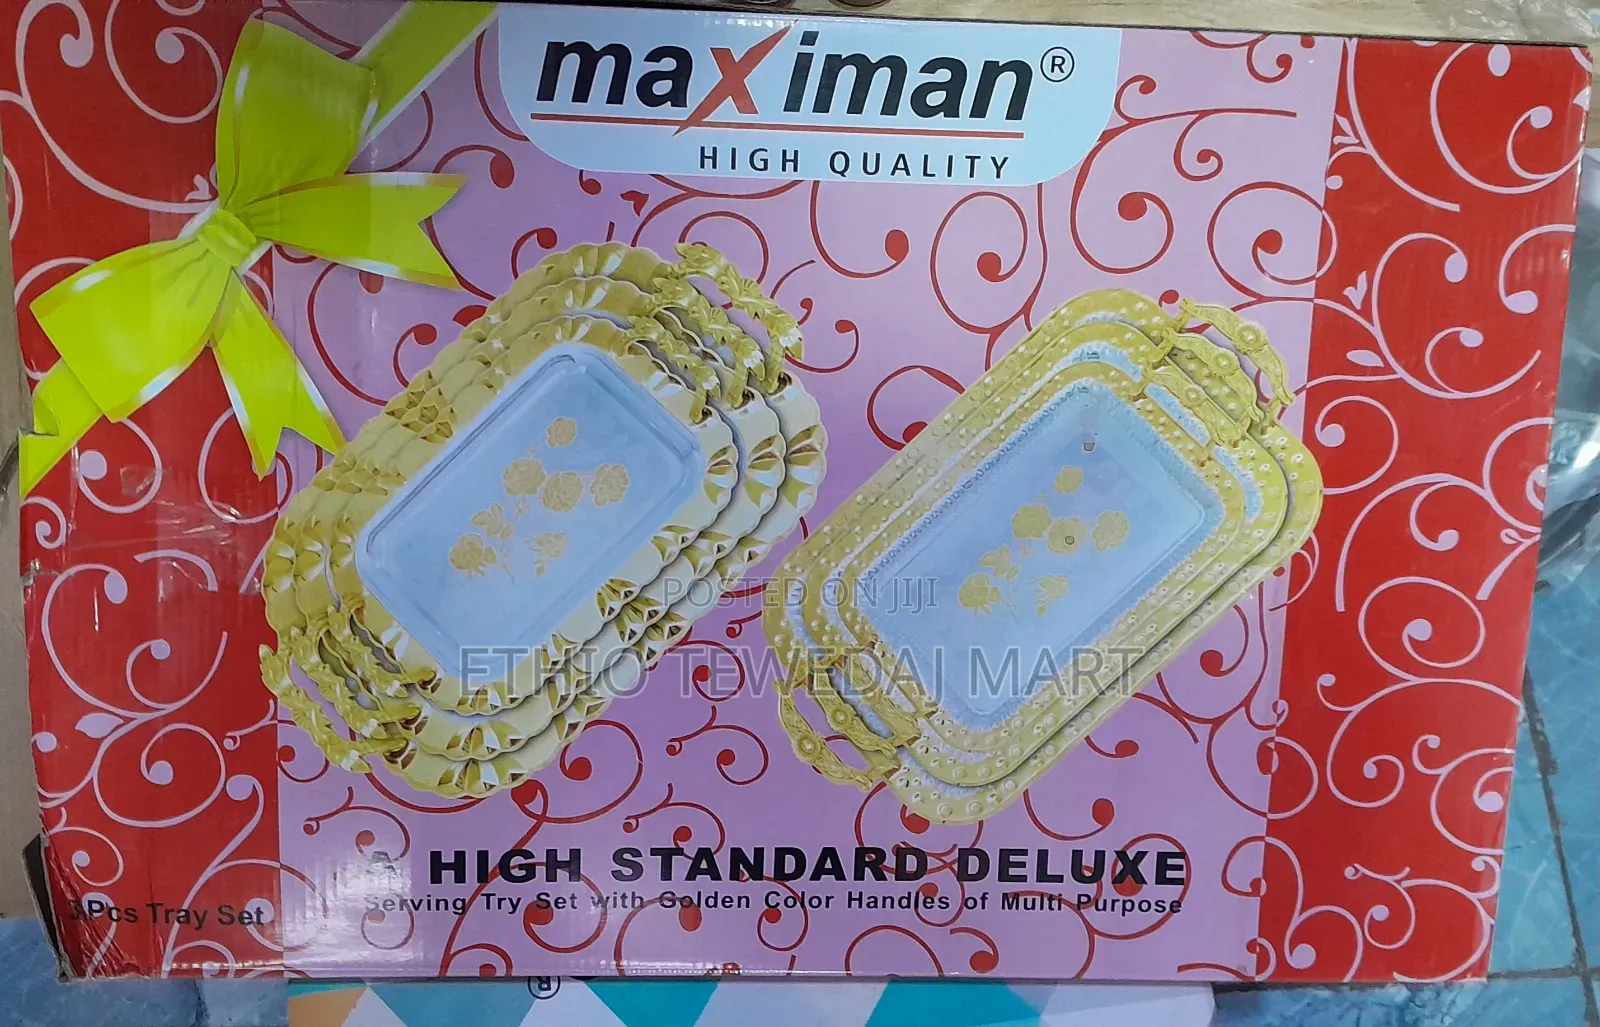 maximan®
HIGH QUALITY
POSTED ON JIJI
ETHIO TEWEDAJ MART
A HIGH STANDARD DELUXE
Serving Try Set with Golden Color Handles of Multi Purpose
3Pcs Tray Set
®